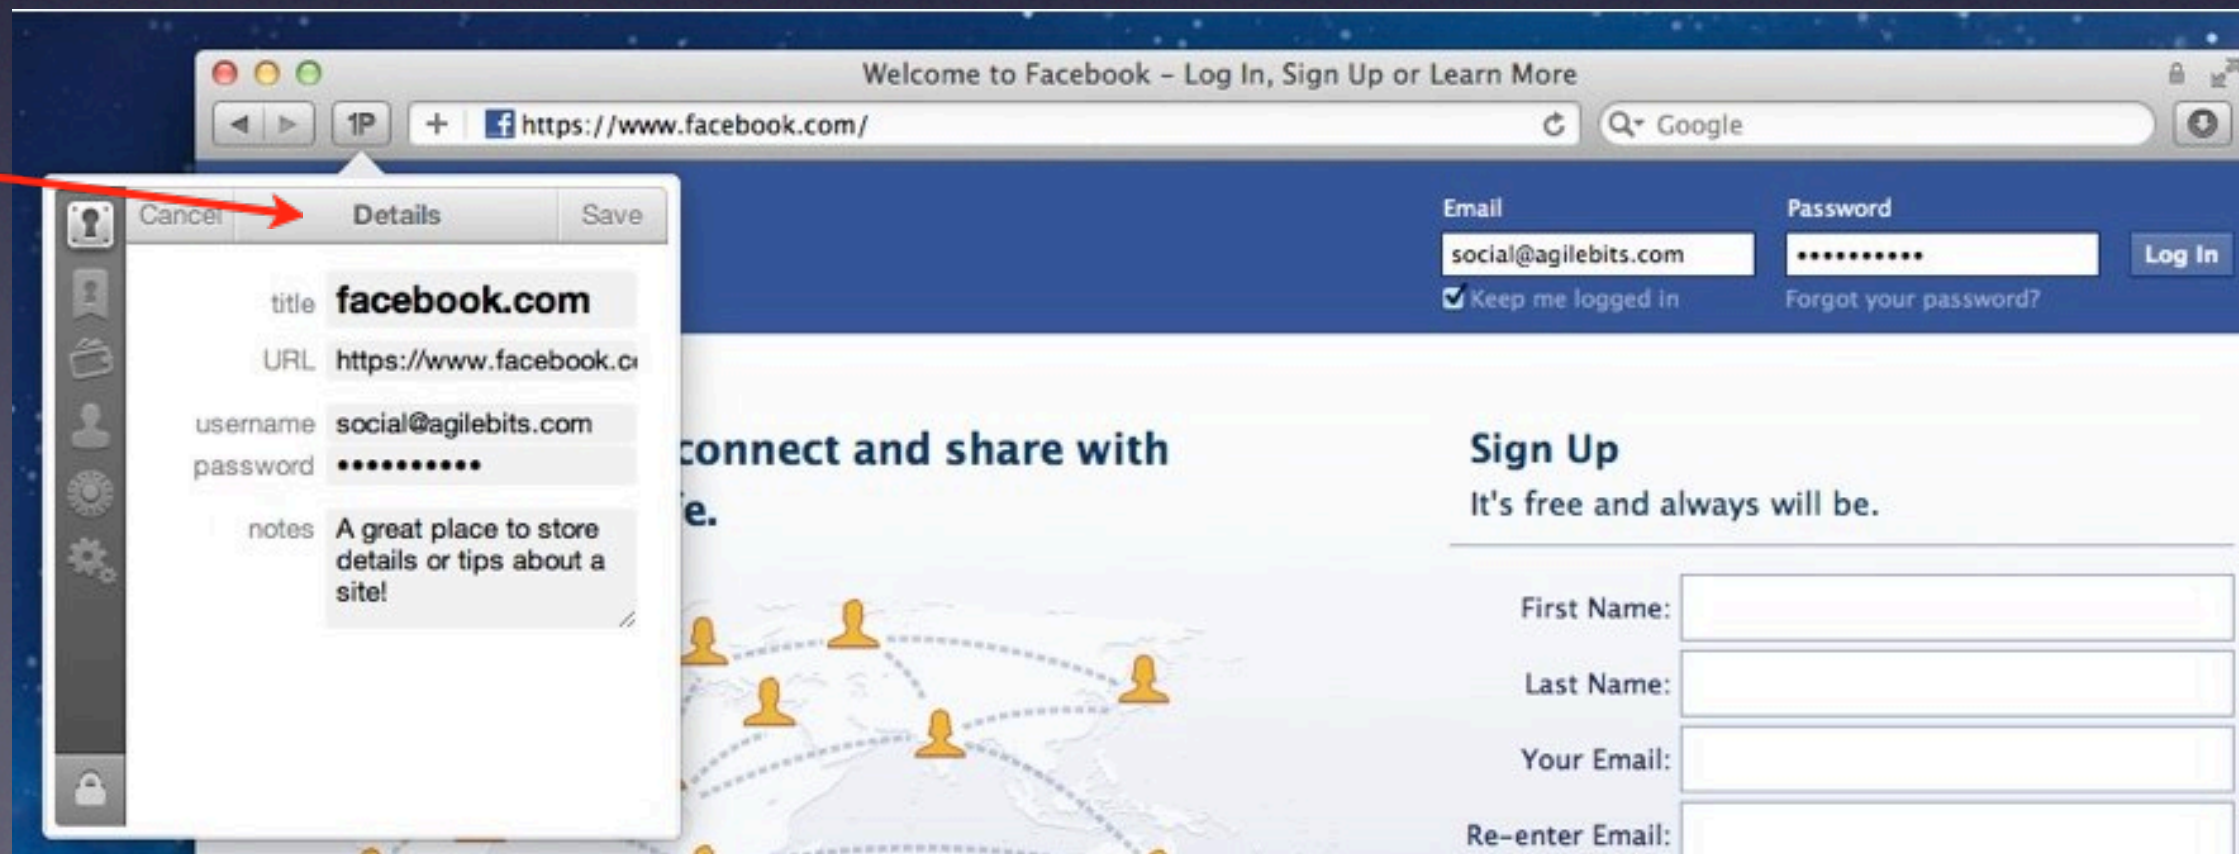 Welcome to Facebook – Log In, Sign Up or Learn More
1P
+
f
https://www.facebook.com/
Google
Cancel
Details
Save
title facebook.com
URL https://www.facebook.c
username social@agilebits.com
password ••••••••••
notes A great place to store
details or tips about a
site!
Email
Password
social@agilebits.com
••••••••••
Log In
Keep me logged in
Forgot your password?
connect and share with
e.
Sign Up
It's free and always will be.
First Name:
Last Name:
Your Email:
Re-enter Email: